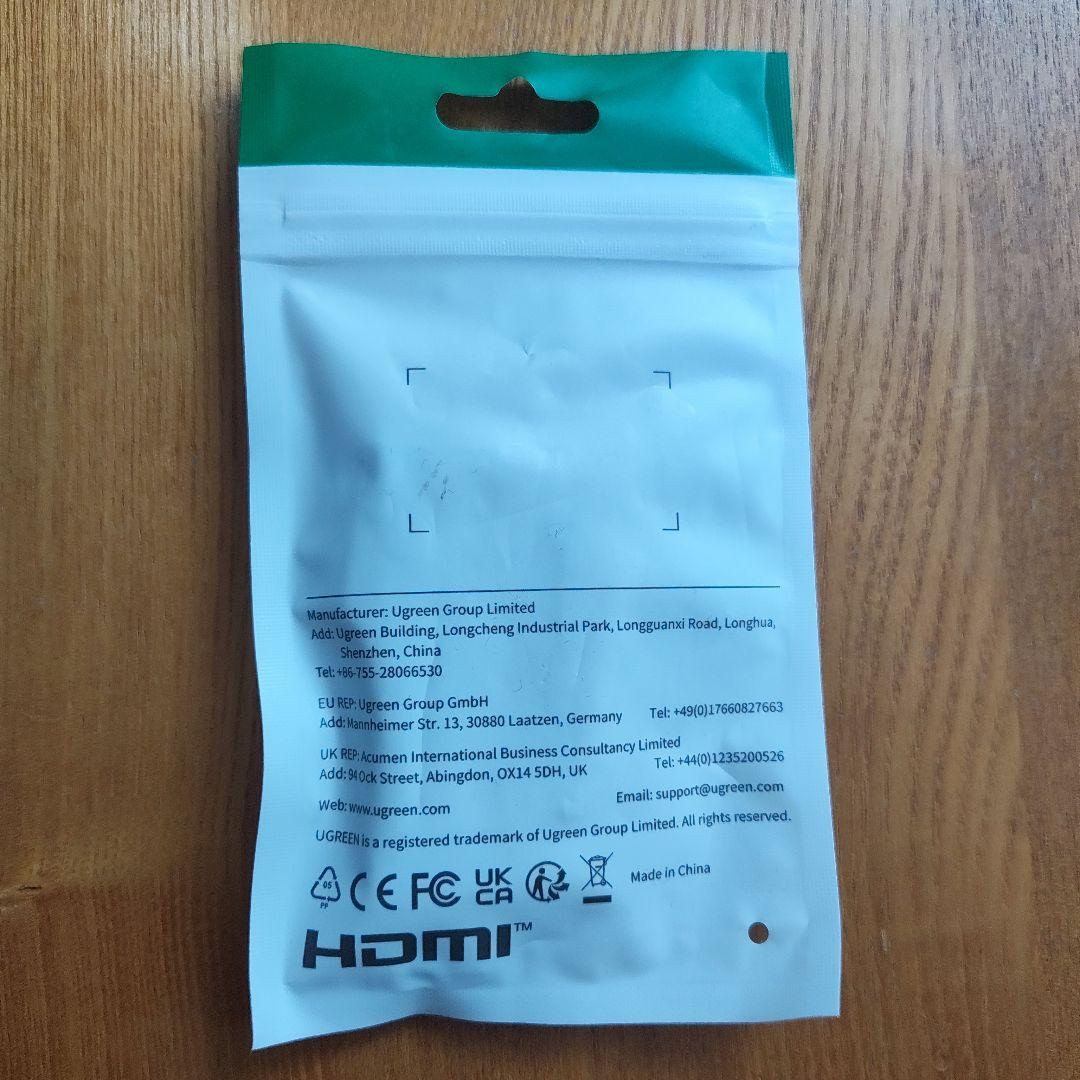 Manufacturer: Ugreen Group Limited
Add: Ugreen Building, Longcheng Industrial Park, Longguanxi Road, Longhua,
Shenzhen, China
Tel: +86-755-28066530
EU REP: Ugreen Group GmbH
Add: Mannheimer Str. 13, 30880 Laatzen, Germany Tel: +49(0)17660827663
UK REP: Acumen International Business Consultancy Limited
Add: 94 Ock Street, Abingdon, OX14 5DH, UK Tel: +44(0)1235200526
Web: www.ugreen.com Email: support@ugreen.com
UGREEN is a registered trademark of Ugreen Group Limited. All rights reserved.
05 PP CE FC UK CA Made in China
HDMI™